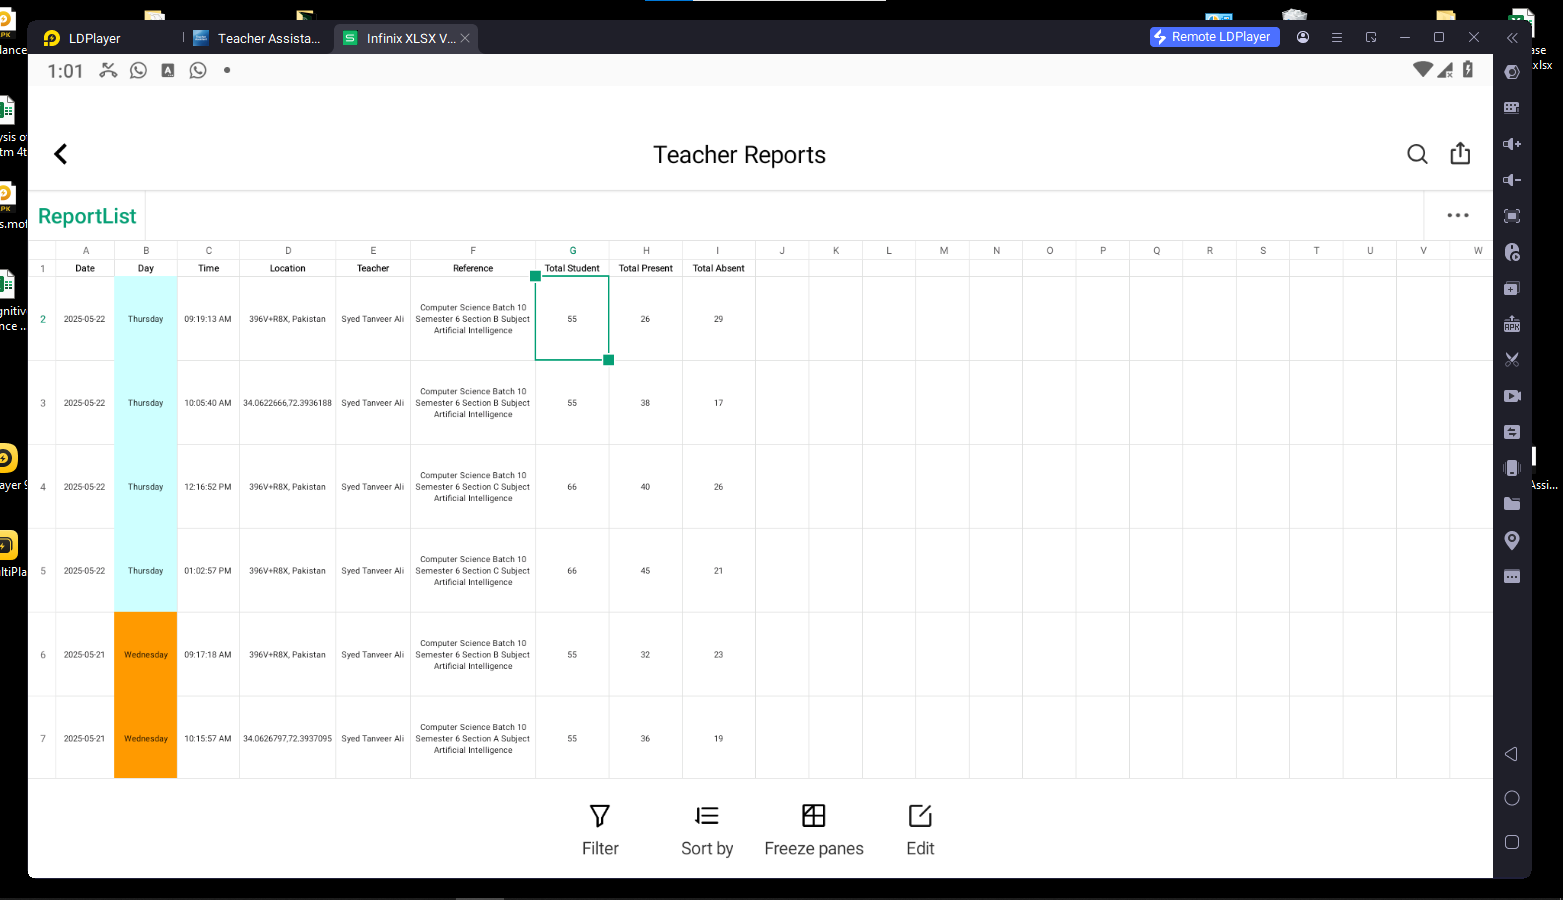 LDPlayer
Teacher Assista...
Infinix XLSX V...
Remote LDPlayer
1:01
Teacher Reports
ReportList
A B C D E F G H I J K L M N O P Q R S T U V W
1 Date Day Time Location Teacher Reference Total Student Total Present Total Absent
2 2025-05-22 Thursday 09:19:13 AM 396V+R8X, Pakistan Syed Tanveer Ali Computer Science Batch 10 Semester 6 Section B Subject Artificial Intelligence 55 26 29
3 2025-05-22 Thursday 10:05:40 AM 34.0622666,72.3936188 Syed Tanveer Ali Computer Science Batch 10 Semester 6 Section B Subject Artificial Intelligence 55 38 17
4 2025-05-22 Thursday 12:16:52 PM 396V+R8X, Pakistan Syed Tanveer Ali Computer Science Batch 10 Semester 6 Section C Subject Artificial Intelligence 66 40 26
5 2025-05-22 Thursday 01:02:57 PM 396V+R8X, Pakistan Syed Tanveer Ali Computer Science Batch 10 Semester 6 Section C Subject Artificial Intelligence 66 45 21
6 2025-05-21 Wednesday 09:17:18 AM 396V+R8X, Pakistan Syed Tanveer Ali Computer Science Batch 10 Semester 6 Section B Subject Artificial Intelligence 55 32 23
7 2025-05-21 Wednesday 10:15:57 AM 34.0626797,72.3937095 Syed Tanveer Ali Computer Science Batch 10 Semester 6 Section A Subject Artificial Intelligence 55 36 19
Filter
Sort by
Freeze panes
Edit